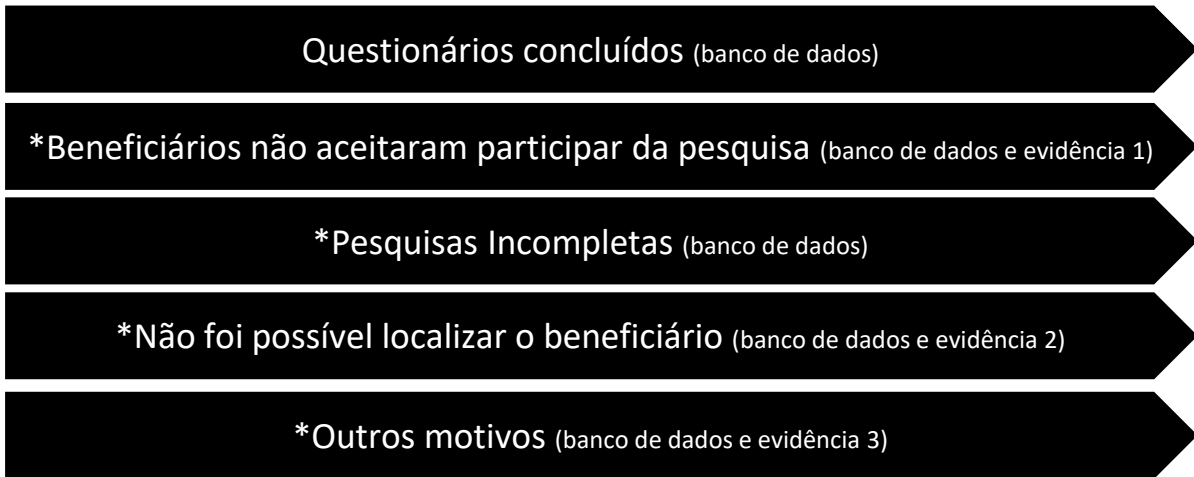 Questionários concluídos (banco de dados)
*Beneficiários não aceitaram participar da pesquisa (banco de dados e evidência 1)
*Pesquisas Incompletas (banco de dados)
*Não foi possível localizar o beneficiário (banco de dados e evidência 2)
*Outros motivos (banco de dados e evidência 3)